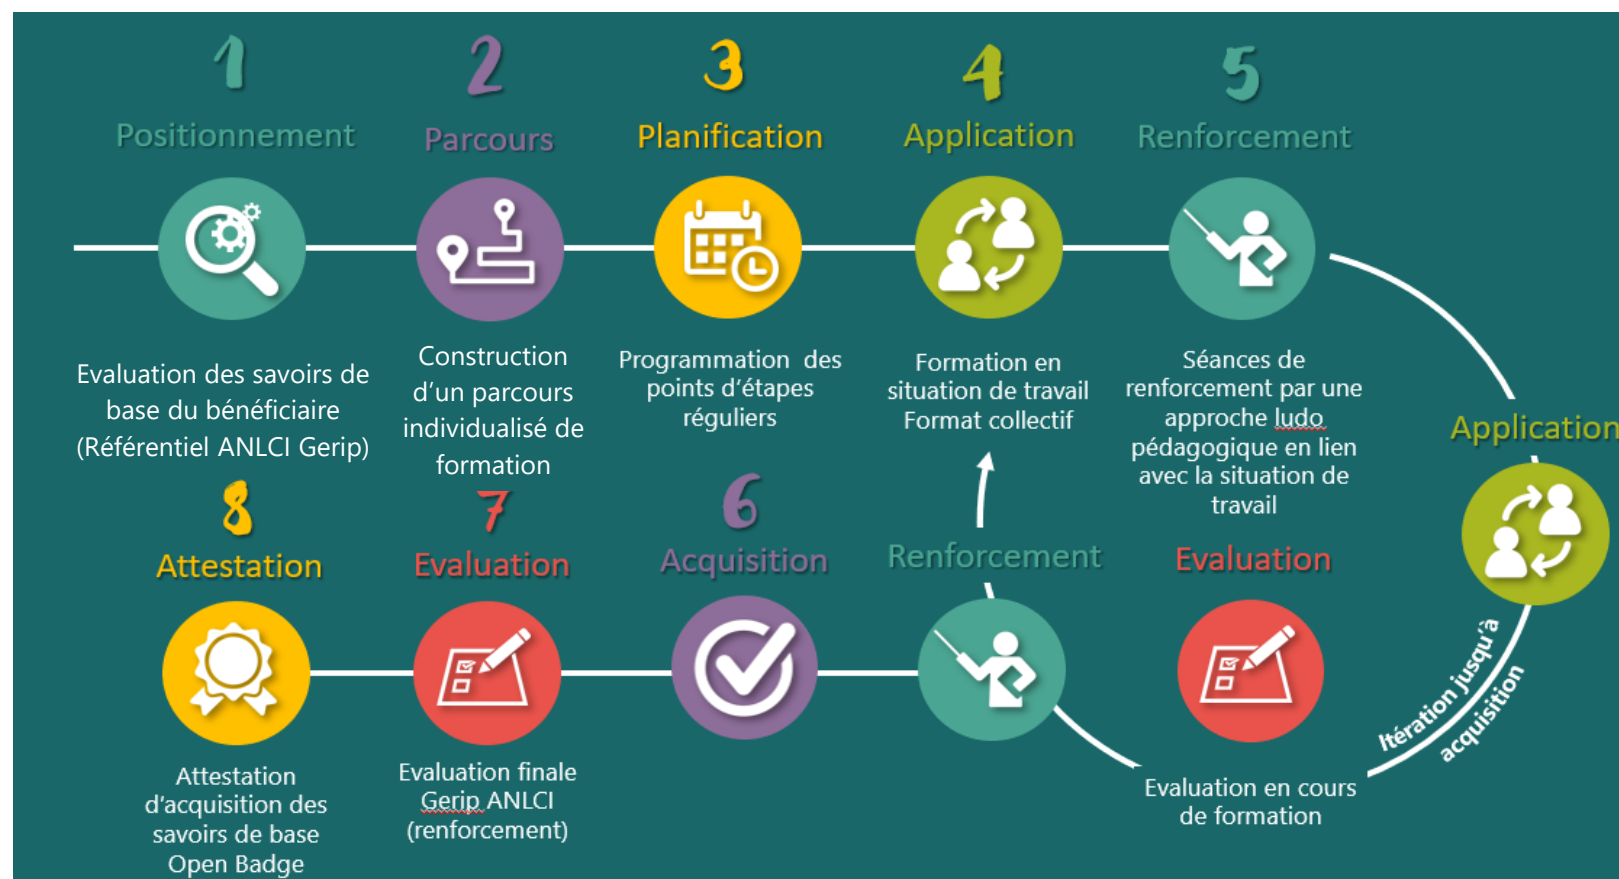 1
Positionnement
Evaluation des savoirs de
base du bénéficiaire
(Référentiel ANLCI Gerip)
2
Parcours
Construction
d’un parcours
individualisé de
formation
3
Planification
Programmation des
points d’étapes
réguliers
4
Application
Formation en
situation de travail
Format collectif
5
Renforcement
Séances de
renforcement par une
approche ludo
pédagogique en lien
avec la situation de
travail
Application
Itération jusqu’à
acquisition
Evaluation
Evaluation en cours
de formation
Renforcement
6
Acquisition
7
Evaluation
Evaluation finale
Gerip ANLCI
(renforcement)
8
Attestation
Attestation
d’acquisition des
savoirs de base
Open Badge